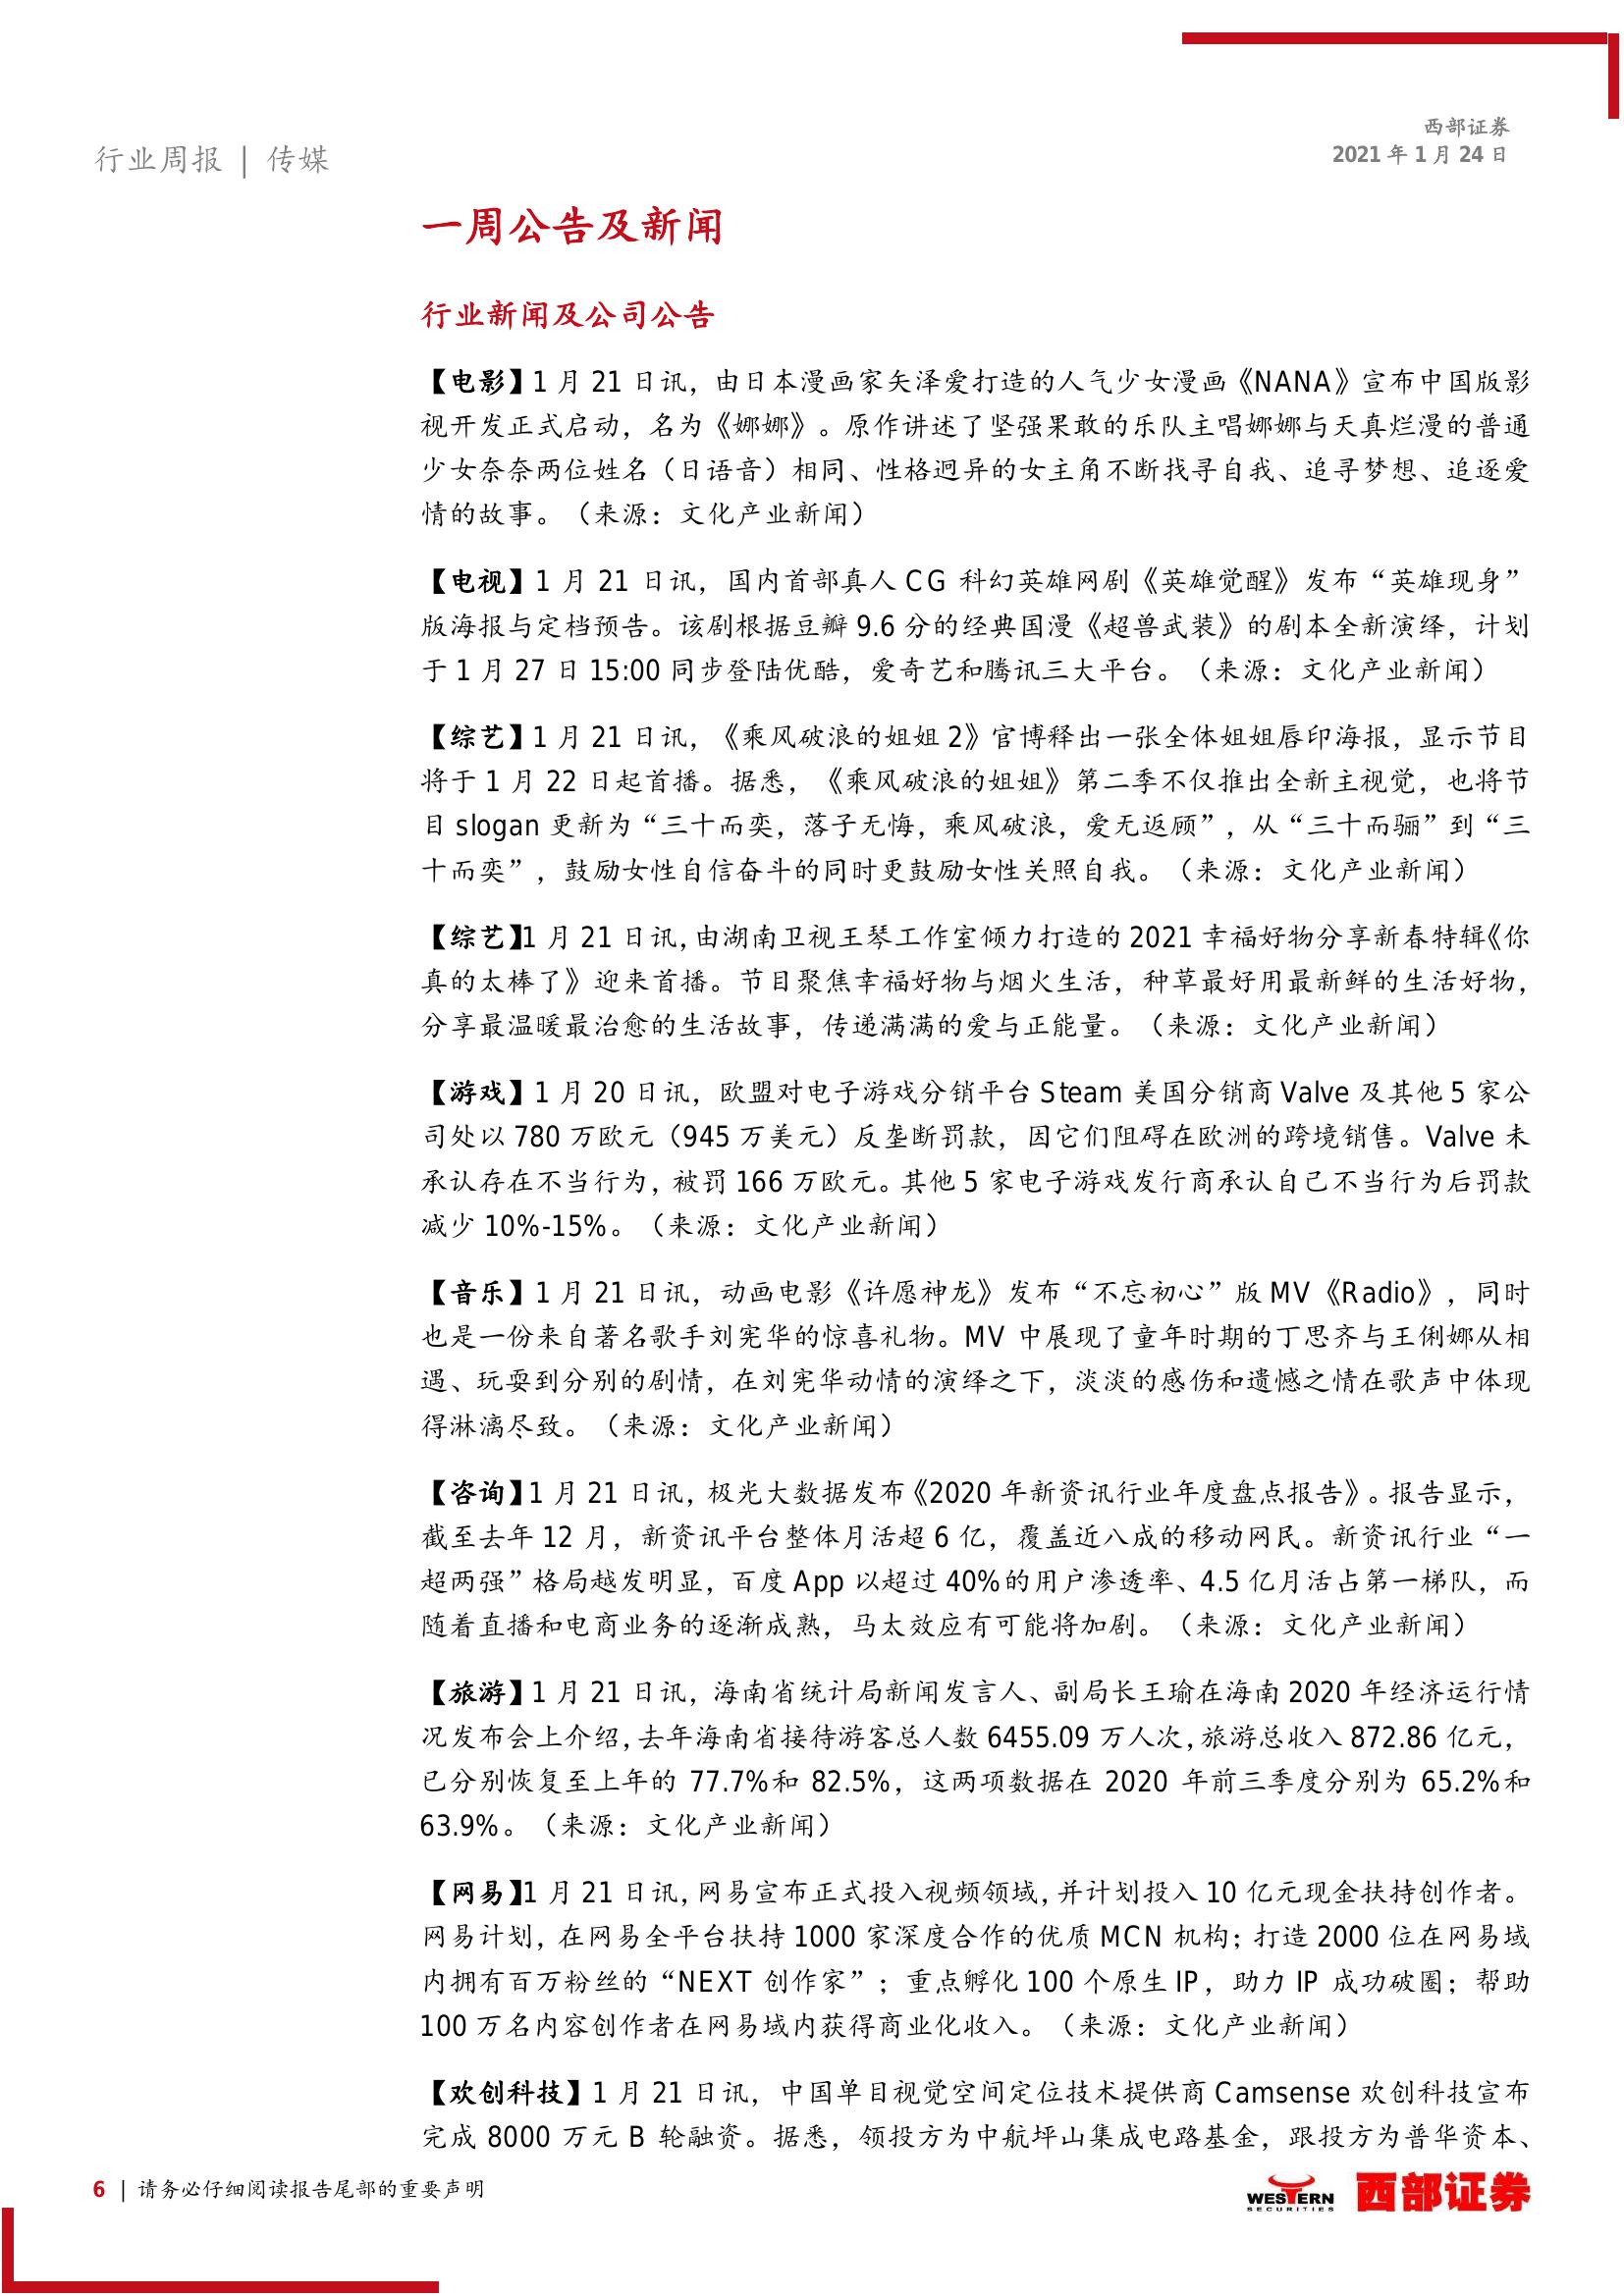 行业周报 | 传媒
西部证券
2021 年 1 月 24 日
一周公告及新闻
行业新闻及公司公告
【电影】1 月 21 日讯，由日本漫画家矢泽爱打造的人气少女漫画《NANA》宣布中国版影
视开发正式启动，名为《娜娜》。原作讲述了坚强果敢的乐队主唱娜娜与天真烂漫的普通
少女奈奈两位姓名（日语音）相同、性格迥异的女主角不断找寻自我、追寻梦想、追逐爱
情的故事。（来源：文化产业新闻）
【电视】1 月 21 日讯，国内首部真人 CG 科幻英雄网剧《英雄觉醒》发布“英雄现身”
版海报与定档预告。该剧根据豆瓣 9.6 分的经典国漫《超兽武装》的剧本全新演绎，计划
于 1 月 27 日 15:00 同步登陆优酷，爱奇艺和腾讯三大平台。（来源：文化产业新闻）
【综艺】1 月 21 日讯，《乘风破浪的姐姐 2》官博释出一张全体姐姐唇印海报，显示节目
将于 1 月 22 日起首播。据悉，《乘风破浪的姐姐》第二季不仅推出全新主视觉，也将节
目 slogan 更新为“三十而奕，落子无悔，乘风破浪，爱无返顾”，从“三十而骊”到“三
十而奕”，鼓励女性自信奋斗的同时更鼓励女性关照自我。（来源：文化产业新闻）
【综艺】1 月 21 日讯，由湖南卫视王琴工作室倾力打造的 2021 幸福好物分享新春特辑《你
真的太棒了》迎来首播。节目聚焦幸福好物与烟火生活，种草最好用最新鲜的生活好物，
分享最温暖最治愈的生活故事，传递满满的爱与正能量。（来源：文化产业新闻）
【游戏】1 月 20 日讯，欧盟对电子游戏分销平台 Steam 美国分销商 Valve 及其他 5 家公
司处以 780 万欧元（945 万美元）反垄断罚款，因它们阻碍在欧洲的跨境销售。Valve 未
承认存在不当行为，被罚 166 万欧元。其他 5 家电子游戏发行商承认自己不当行为后罚款
减少 10%-15%。（来源：文化产业新闻）
【音乐】1 月 21 日讯，动画电影《许愿神龙》发布“不忘初心”版 MV《Radio》，同时
也是一份来自著名歌手刘宪华的惊喜礼物。MV 中展现了童年时期的丁思齐与王俐娜从相
遇、玩耍到分别的剧情，在刘宪华动情的演绎之下，淡淡的感伤和遗憾之情在歌声中体现
得淋漓尽致。（来源：文化产业新闻）
【咨询】1 月 21 日讯，极光大数据发布《2020 年新资讯行业年度盘点报告》。报告显示，
截至去年 12 月，新资讯平台整体月活超 6 亿，覆盖近八成的移动网民。新资讯行业“一
超两强”格局越发明显，百度 App 以超过 40%的用户渗透率、4.5 亿月活占第一梯队，而
随着直播和电商业务的逐渐成熟，马太效应有可能将加剧。（来源：文化产业新闻）
【旅游】1 月 21 日讯，海南省统计局新闻发言人、副局长王瑜在海南 2020 年经济运行情
况发布会上介绍，去年海南省接待游客总人数 6455.09 万人次，旅游总收入 872.86 亿元，
已分别恢复至上年的 77.7%和 82.5%，这两项数据在 2020 年前三季度分别为 65.2%和
63.9%。（来源：文化产业新闻）
【网易】1 月 21 日讯，网易宣布正式投入视频领域，并计划投入 10 亿元现金扶持创作者。
网易计划，在网易全平台扶持 1000 家深度合作的优质 MCN 机构；打造 2000 位在网易域
内拥有百万粉丝的“NEXT 创作家”；重点孵化 100 个原生 IP，助力 IP 成功破圈；帮助
100 万名内容创作者在网易域内获得商业化收入。（来源：文化产业新闻）
【欢创科技】1 月 21 日讯，中国单目视觉空间定位技术提供商 Camsense 欢创科技宣布
完成 8000 万元 B 轮融资。据悉，领投方为中航坪山集成电路基金，跟投方为普华资本、
6 | 请务必仔细阅读报告尾部的重要声明
WESTERN
SECURITIES
西部证券